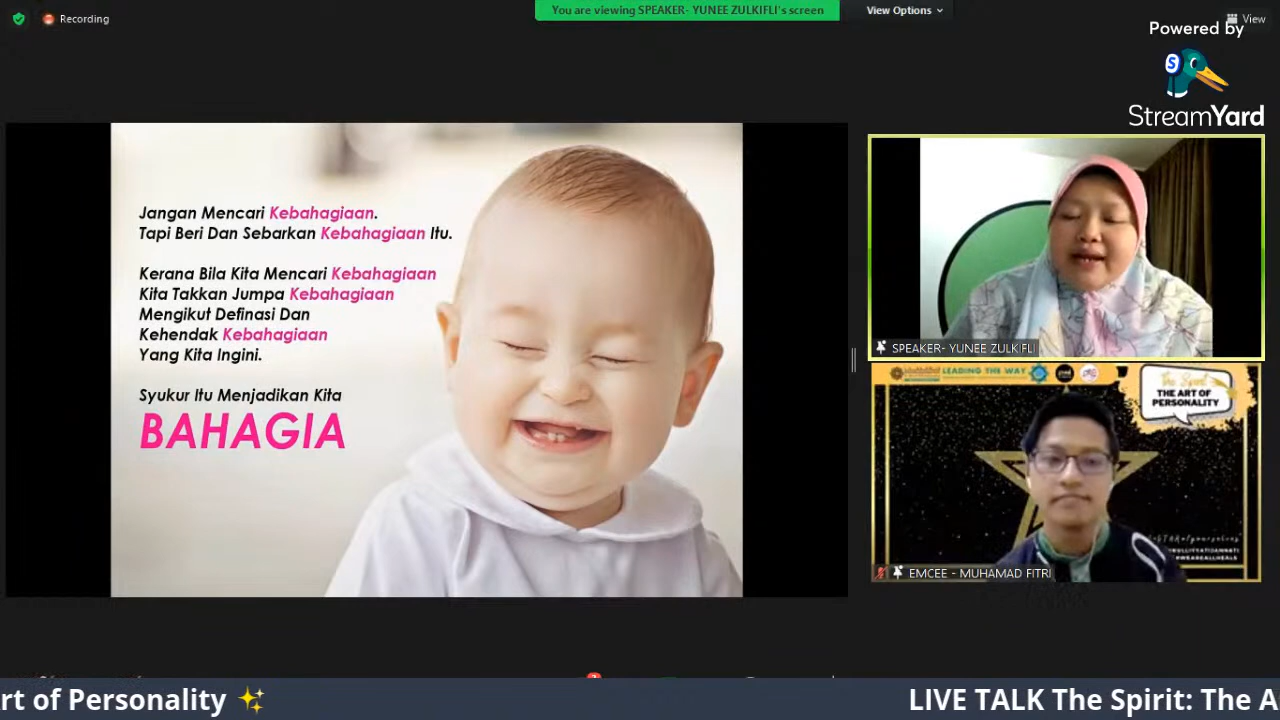 Recording
You are viewing SPEAKER- YUNEE ZULKIFLI's screen
View Options
View
Powered by
StreamYard
Jangan Mencari Kebahagiaan.
Tapi Beri Dan Sebarkan Kebahagiaan Itu.
Kerana Bila Kita Mencari Kebahagiaan
Kita Takkan Jumpa Kebahagiaan
Mengikut Definasi Dan
Kehendak Kebahagiaan
Yang Kita Ingini.
Syukur Itu Menjadikan Kita
BAHAGIA
SPEAKER- YUNEE ZULKIFLI
LEADING THE WAY
The Spirit
THE ART OF
PERSONALITY
EMCEE - MUHAMAD FITRI
rt of Personality
LIVE TALK The Spirit: The A